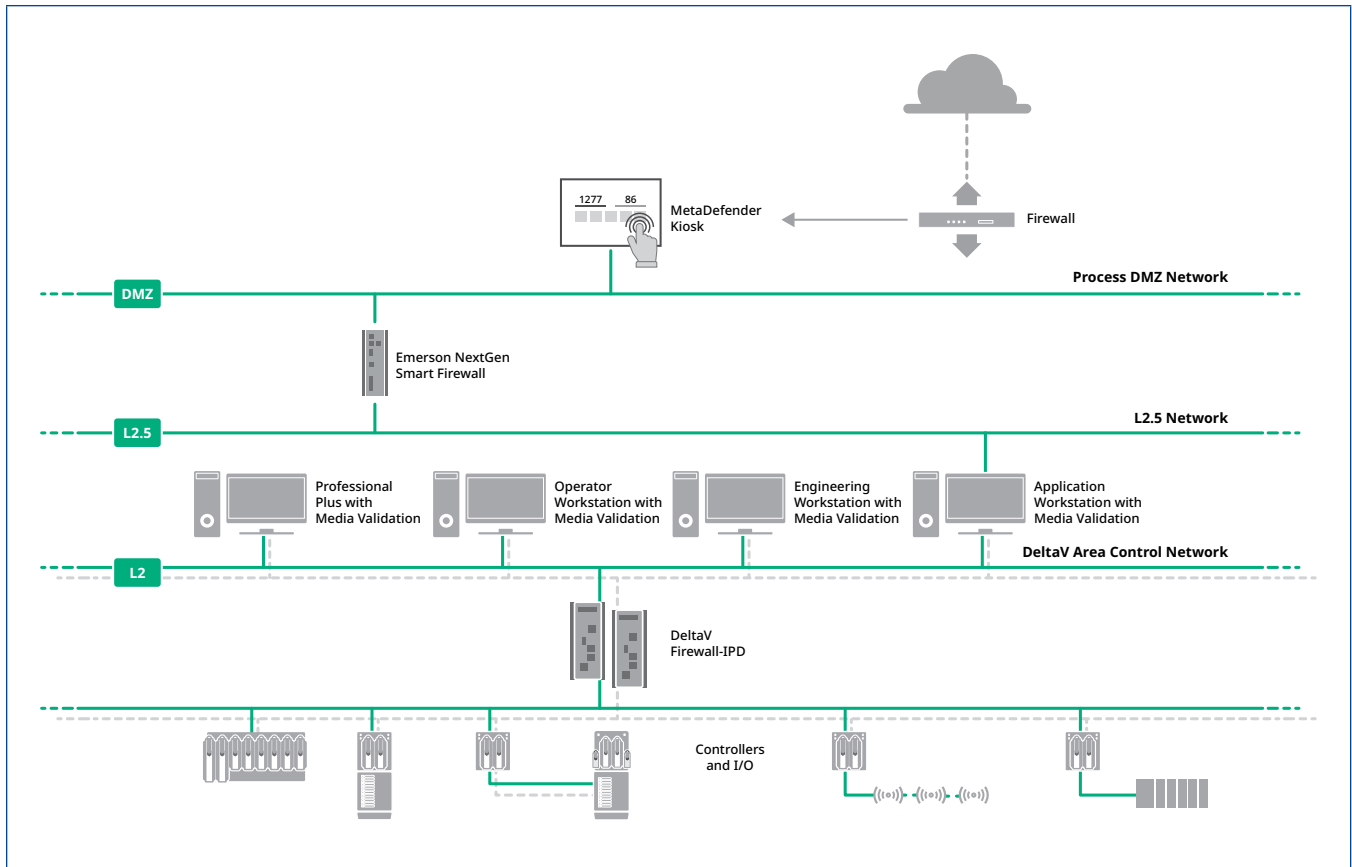 1277 86
MetaDefender
Kiosk
Firewall
Process DMZ Network
DMZ
Emerson NextGen
Smart Firewall
L2.5 Network
L2.5
Professional
Plus with
Media Validation
Operator
Workstation with
Media Validation
Engineering
Workstation with
Media Validation
Application
Workstation with
Media Validation
DeltaV Area Control Network
L2
DeltaV
Firewall-IPD
Controllers
and I/O